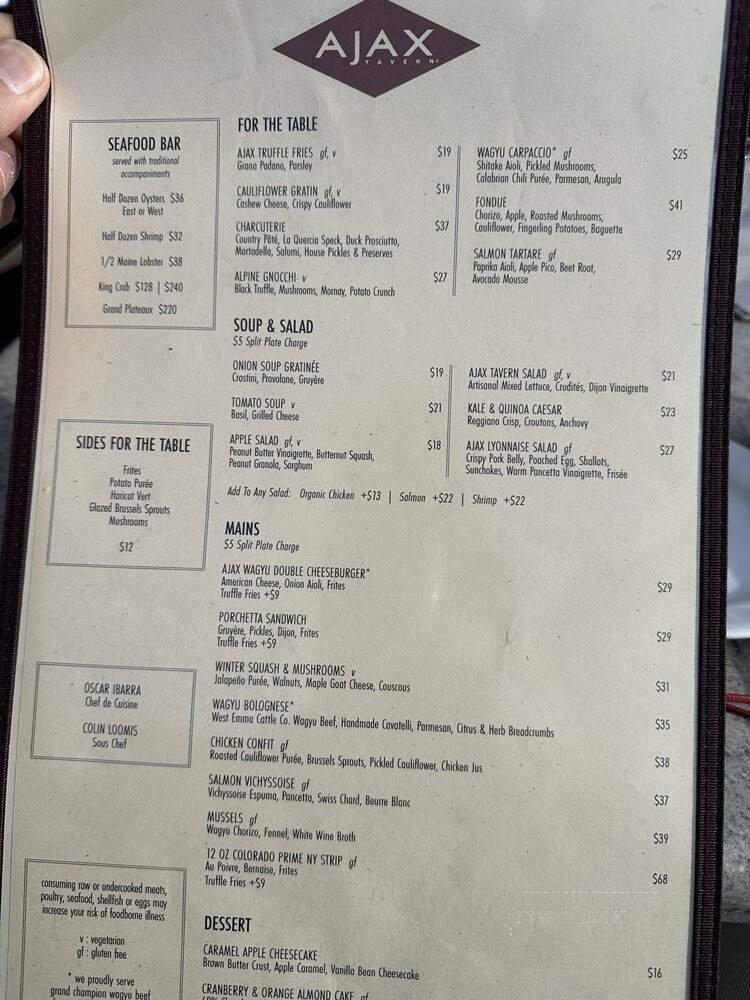 AJAX
TAVERN
SEAFOOD BAR
served with traditional
accompaniments
Half Dozen Oysters $36
East or West
Half Dozen Shrimp $32
1/2 Maine Lobster $38
King Crab $128 | $240
Grand Plateaux $220
SIDES FOR THE TABLE
Frites
Potato Purée
Haricot Vert
Glazed Brussels Sprouts
Mushrooms
$12
OSCAR IBARRA
Chef de Cuisine
COLIN LOOMIS
Sous Chef
consuming raw or undercooked meats,
poultry, seafood, shellfish or eggs may
increase your risk of foodborne illness
v : vegetarian
gf : gluten free
* we proudly serve
grand champion wagyu beef
FOR THE TABLE
AJAX TRUFFLE FRIES gf, v $19
Grana Padano, Parsley
CAULIFLOWER GRATIN gf, v $19
Cashew Cheese, Crispy Cauliflower
CHARCUTERIE $37
Country Pâté, La Quercia Speck, Duck Prosciutto,
Mortadella, Salumi, House Pickles & Preserves
ALPINE GNOCCHI v $27
Black Truffle, Mushrooms, Mornay, Potato Crunch
WAGYU CARPACCIO* gf $25
Shitake Aioli, Pickled Mushrooms,
Calabrian Chili Purée, Parmesan, Arugula
FONDUE $41
Chorizo, Apple, Roasted Mushrooms,
Cauliflower, Fingerling Potatoes, Baguette
SALMON TARTARE gf $29
Paprika Aioli, Apple Pico, Beet Root,
Avocado Mousse
SOUP & SALAD
$5 Split Plate Charge
ONION SOUP GRATINÉE $19
Crostini, Provolone, Gruyère
TOMATO SOUP v $21
Basil, Grilled Cheese
APPLE SALAD gf, v $18
Peanut Butter Vinaigrette, Butternut Squash,
Peanut Granola, Sorghum
AJAX TAVERN SALAD gf, v $21
Artisanal Mixed Lettuce, Crudités, Dijon Vinaigrette
KALE & QUINOA CAESAR $23
Reggiano Crisp, Croutons, Anchovy
AJAX LYONNAISE SALAD gf $27
Crispy Pork Belly, Poached Egg, Shallots,
Sunchokes, Warm Pancetta Vinaigrette, Frisée
Add To Any Salad: Organic Chicken +$13 | Salmon +$22 | Shrimp +$22
MAINS
$5 Split Plate Charge
AJAX WAGYU DOUBLE CHEESEBURGER* $29
American Cheese, Onion Aioli, Frites
Truffle Fries +$9
PORCHETTA SANDWICH $29
Gruyère, Pickles, Dijon, Frites
Truffle Fries +$9
WINTER SQUASH & MUSHROOMS v $31
Jalapeño Purée, Walnuts, Maple Goat Cheese, Couscous
WAGYU BOLOGNESE* $35
West Emma Cattle Co. Wagyu Beef, Handmade Cavatelli, Parmesan, Citrus & Herb Breadcrumbs
CHICKEN CONFIT gf $38
Roasted Cauliflower Purée, Brussels Sprouts, Pickled Cauliflower, Chicken Jus
SALMON VICHYSSOISE gf $37
Vichyssoise Espuma, Pancetta, Swiss Chard, Beurre Blanc
MUSSELS gf $39
Wagyu Chorizo, Fennel, White Wine Broth
12 OZ COLORADO PRIME NY STRIP gf $68
Au Poivre, Bernaise, Frites
Truffle Fries +$9
DESSERT
CARAMEL APPLE CHEESECAKE $16
Brown Butter Crust, Apple Caramel, Vanilla Bean Cheesecake
CRANBERRY & ORANGE ALMOND CAKE gf